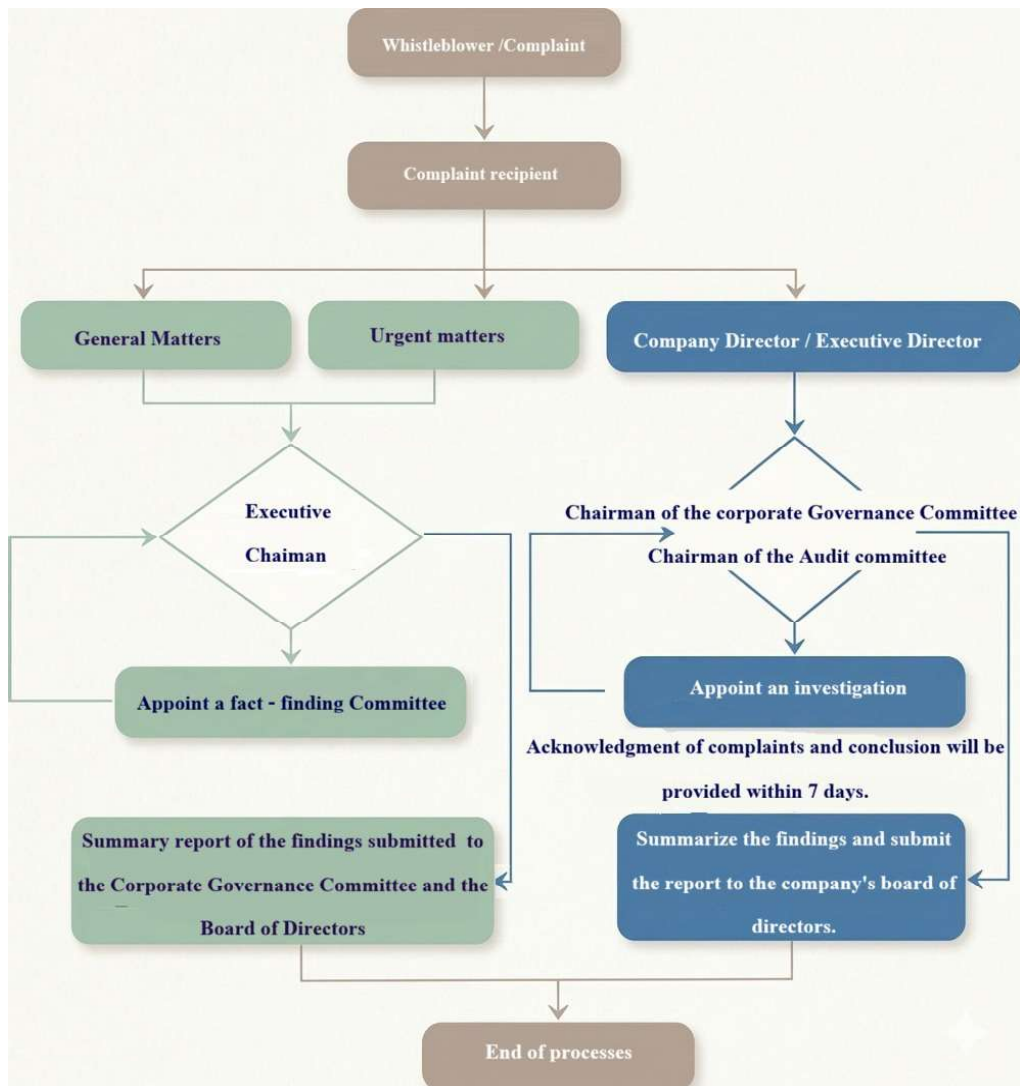 Whistleblower /Complaint
Complaint recipient
General Matters
Urgent matters
Company Director / Executive Director
Executive
Chaiman
Chairman of the corporate Governance Committee
Chairman of the Audit committee
Appoint a fact - finding Committee
Appoint an investigation
Acknowledgment of complaints and conclusion will be
provided within 7 days.
Summary report of the findings submitted to
the Corporate Governance Committee and the
Board of Directors
Summarize the findings and submit
the report to the company's board of
directors.
End of processes